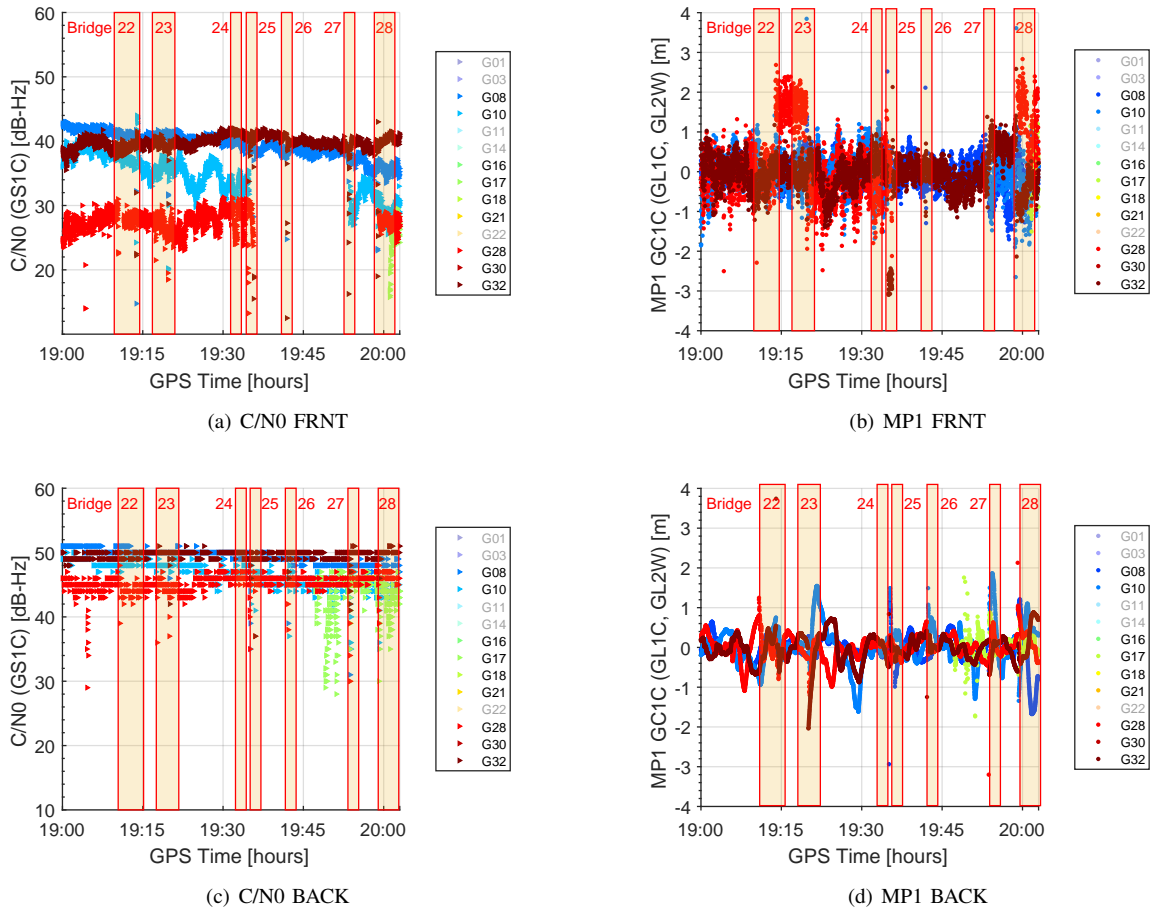 60
50
40
30
20
C/N0 (GS1C) [dB-Hz]
Bridge 22 23 24 25 26 27 28
19:00 19:15 19:30 19:45 20:00
GPS Time [hours]
G01
G03
G08
G10
G11
G14
G16
G17
G18
G21
G22
G28
G30
G32
(a) C/N0 FRNT
4
3
2
1
0
-1
-2
-3
-4
MP1 GC1C (GL1C, GL2W) [m]
Bridge 22 23 24 25 26 27 28
19:00 19:15 19:30 19:45 20:00
GPS Time [hours]
G01
G03
G08
G10
G11
G14
G16
G17
G18
G21
G22
G28
G30
G32
(b) MP1 FRNT
60
50
40
30
20
10
C/N0 (GS1C) [dB-Hz]
Bridge 22 23 24 25 26 27 28
19:00 19:15 19:30 19:45 20:00
GPS Time [hours]
G01
G03
G08
G10
G11
G14
G16
G17
G18
G21
G22
G28
G30
G32
(c) C/N0 BACK
4
3
2
1
0
-1
-2
-3
-4
MP1 GC1C (GL1C, GL2W) [m]
Bridge 22 23 24 25 26 27 28
19:00 19:15 19:30 19:45 20:00
GPS Time [hours]
G01
G03
G08
G10
G11
G14
G16
G17
G18
G21
G22
G28
G30
G32
(d) MP1 BACK